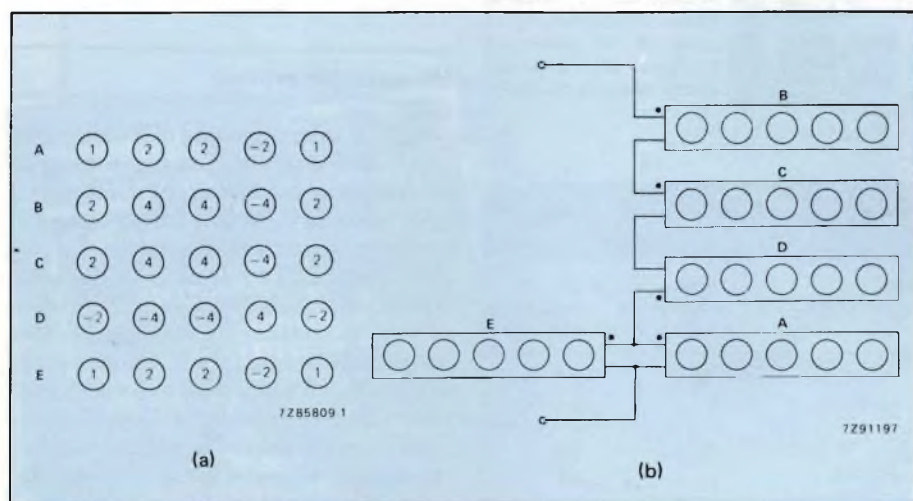 A 1 2 2 −2 1
B 2 4 4 −4 2
C 2 4 4 −4 2
D −2 −4 −4 4 −2
E 1 2 2 −2 1
7Z85809 1
(a)
B
C
D
E
A
7Z91197
(b)